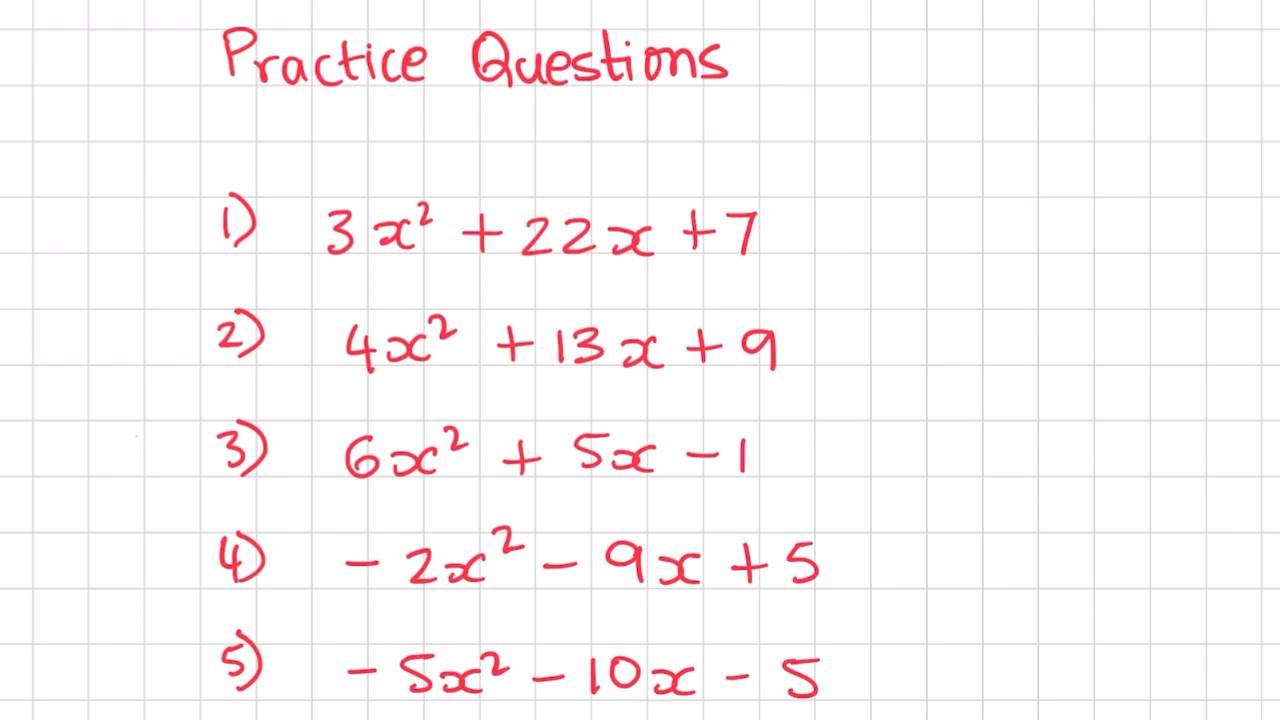 Practice Questions
1) 3x² + 22x + 7
2) 4x² + 13x + 9
3) 6x² + 5x - 1
4) - 2x² - 9x + 5
5) - 5x² - 10x - 5